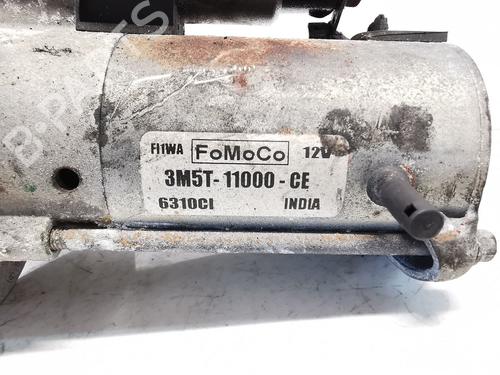 B-PARTS
FI1WA FoMoCo 12V
3M5T-11000-CE
6310CI INDIA